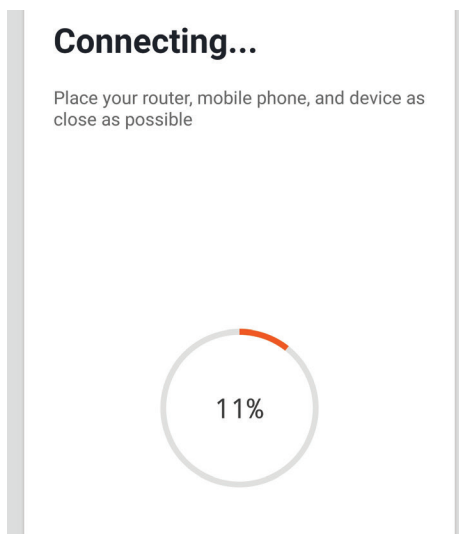 Connecting...
Place your router, mobile phone, and device as
close as possible
11%